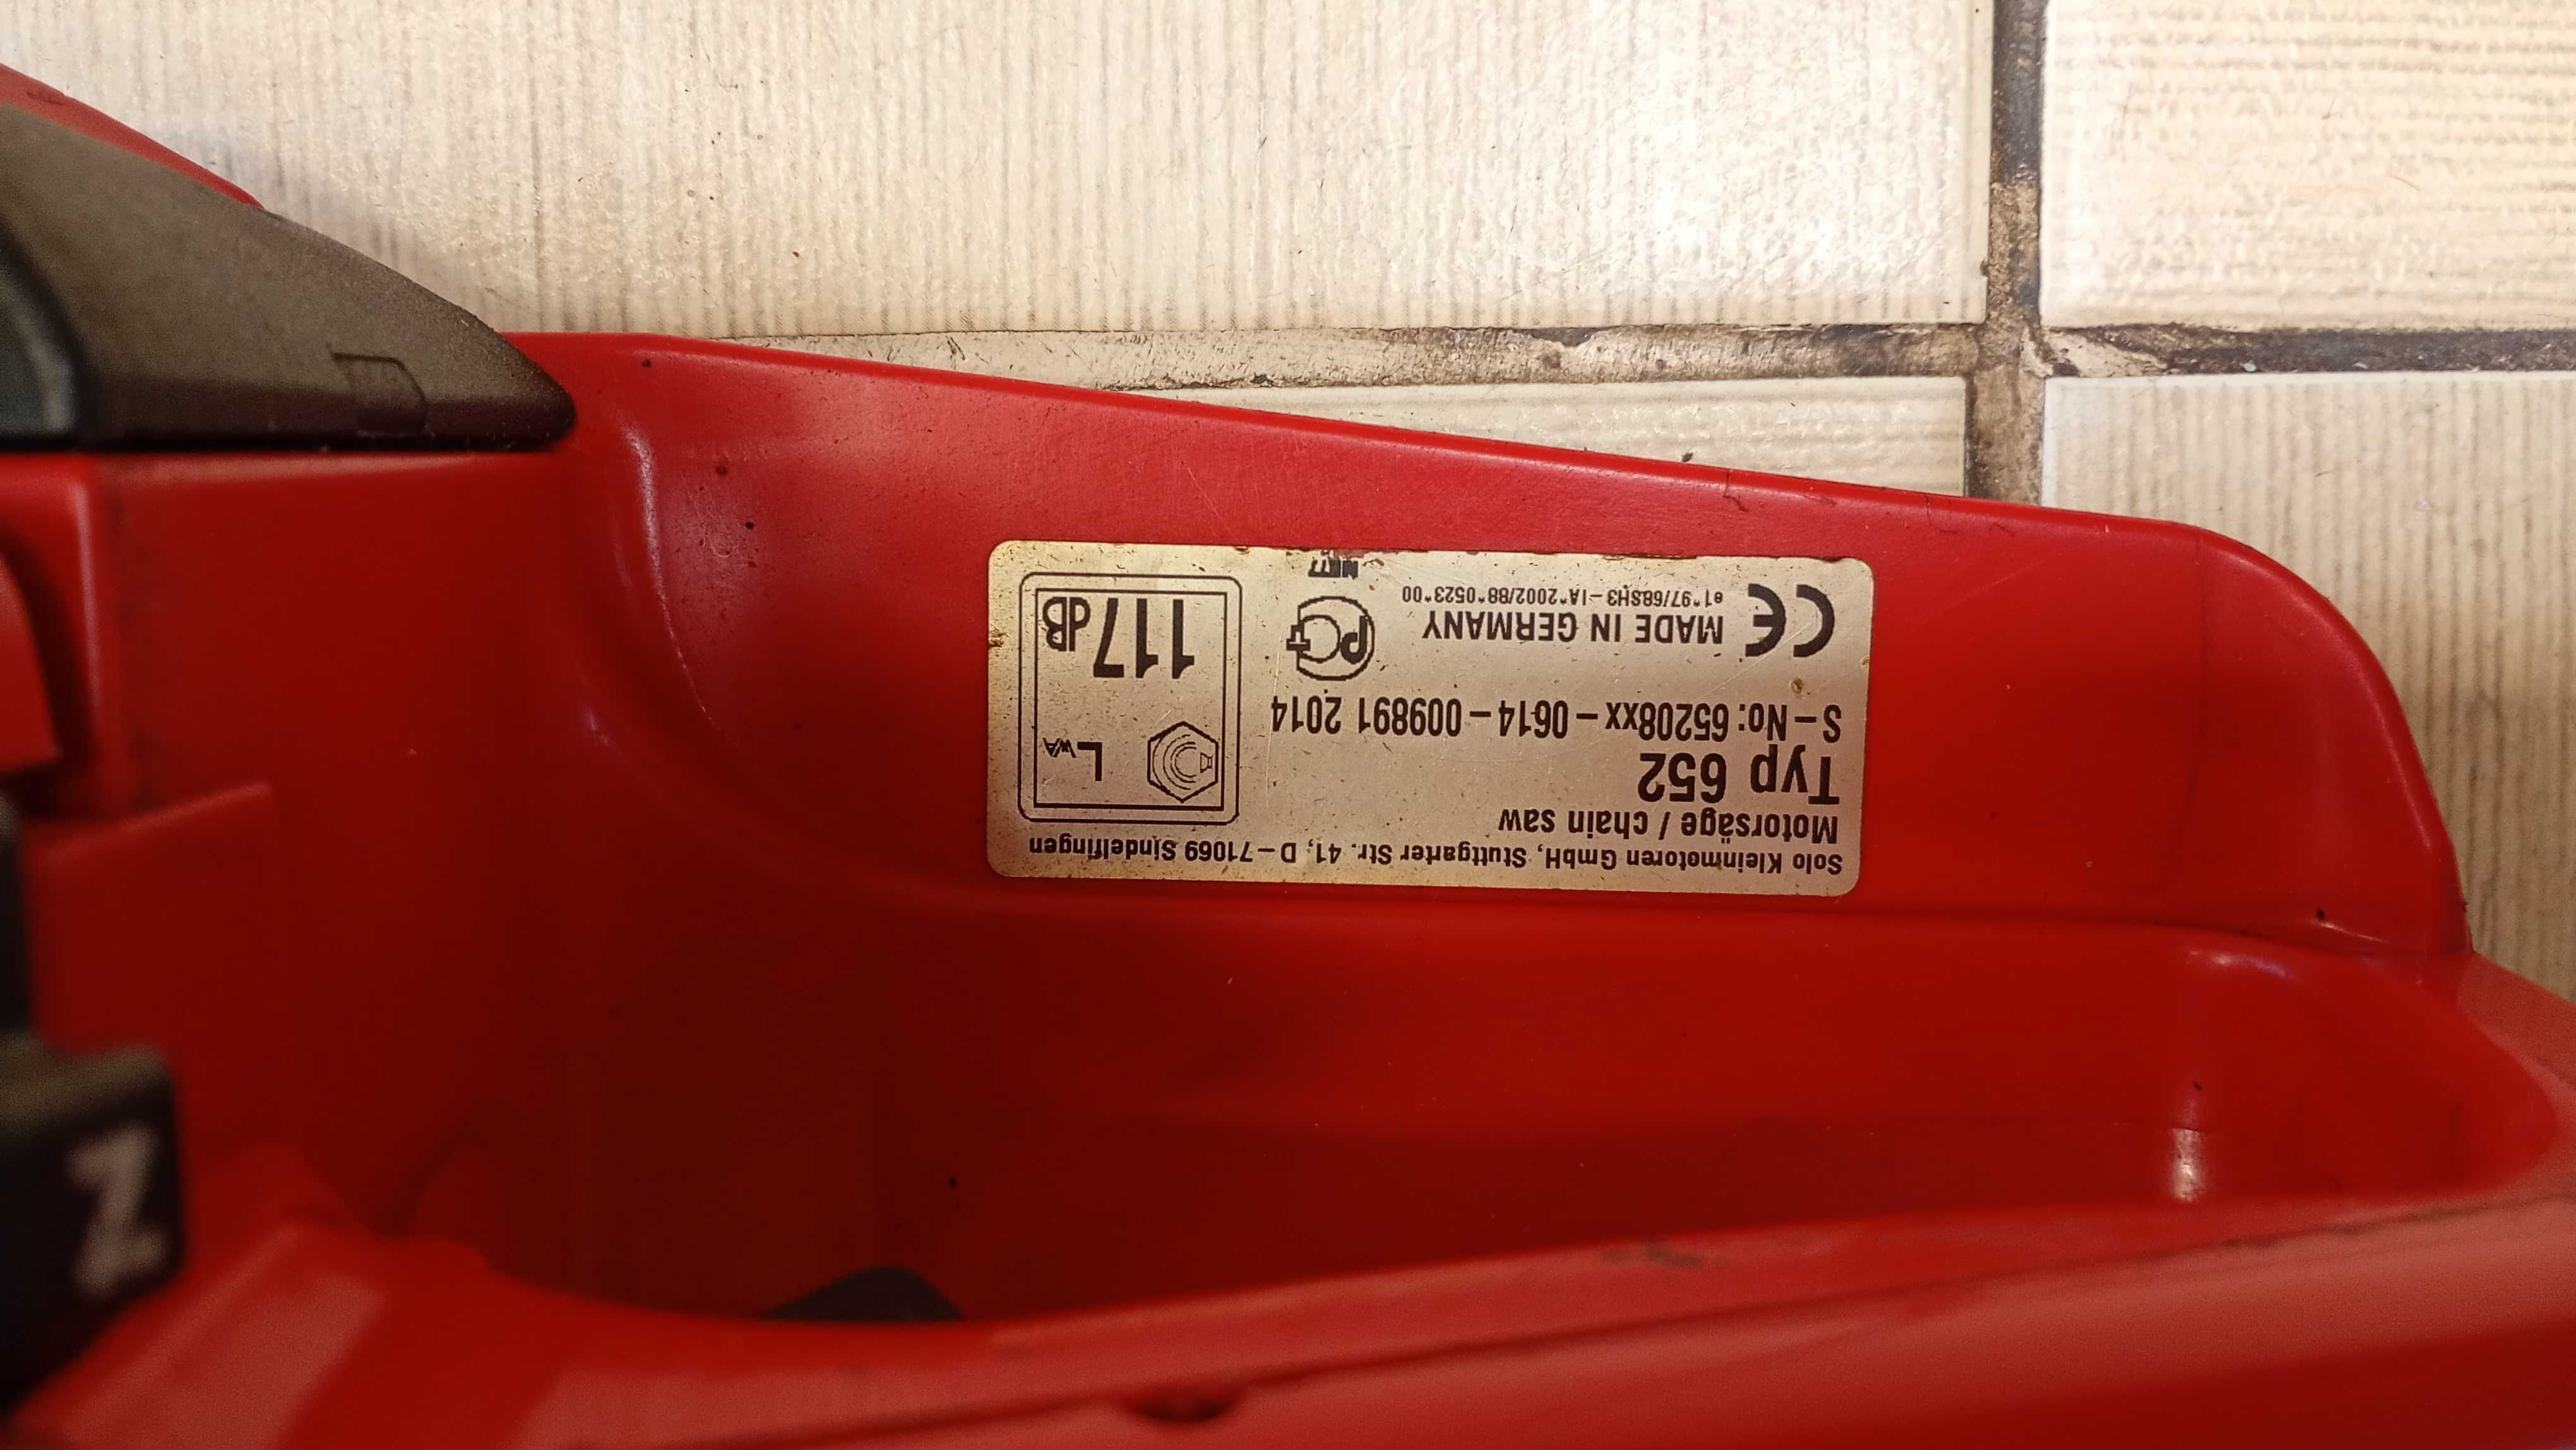 Solo Kleinmotoren GmbH, Stuttgarter Str. 41, D-71069 Sindelfingen
Motorsäge / chain saw
Typ 652
S-No: 65208xx-0614-009891 2014
CE MADE IN GERMANY
e1*97/68SH3-IA*2002/88*0523*00
PCT
LWA
117dB